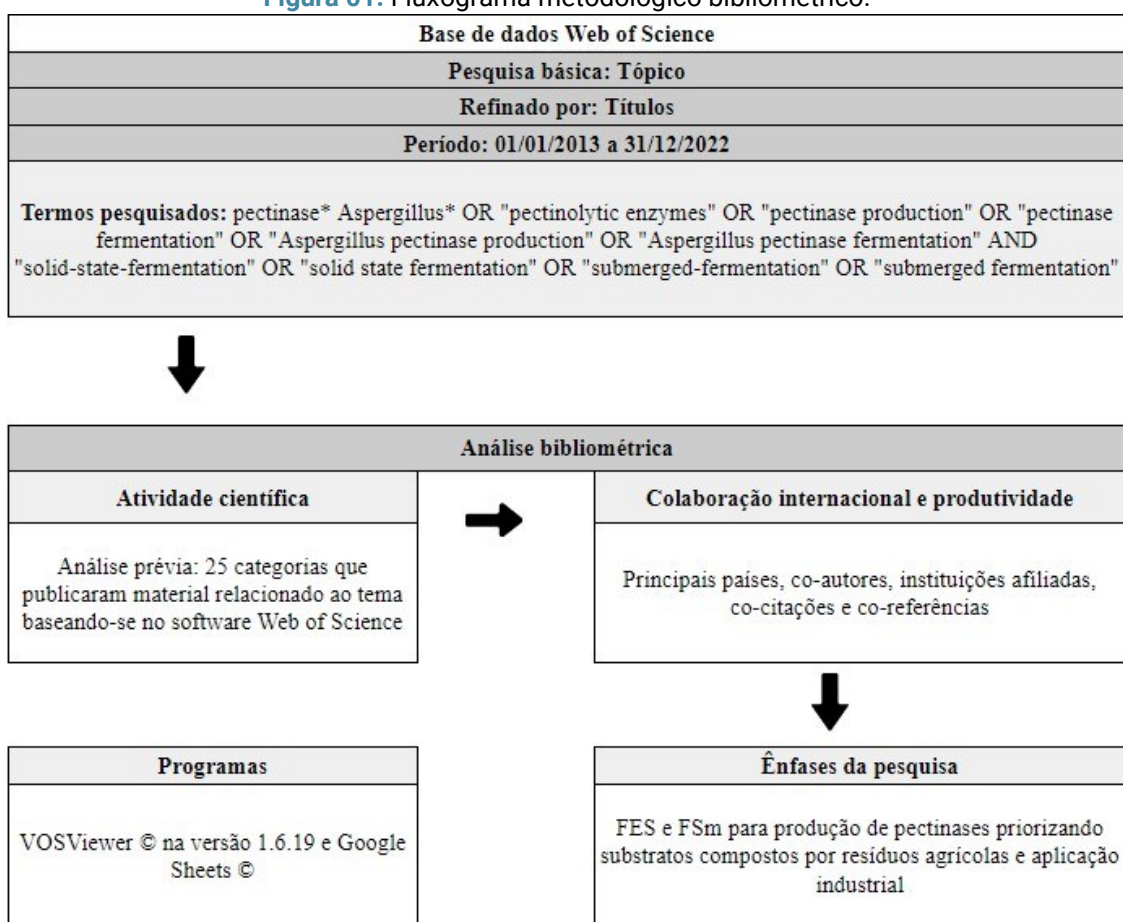 Figura 01: Fluxograma metodológico bibliométrico.
Base de dados Web of Science
Pesquisa básica: Tópico
Refinado por: Títulos
Período: 01/01/2013 a 31/12/2022
Termos pesquisados: pectinase* Aspergillus* OR "pectinolytic enzymes" OR "pectinase production" OR "pectinase
fermentation" OR "Aspergillus pectinase production" OR "Aspergillus pectinase fermentation" AND
"solid-state-fermentation" OR "solid state fermentation" OR "submerged-fermentation" OR "submerged fermentation"
Análise bibliométrica
Atividade científica
Análise prévia: 25 categorias que
publicaram material relacionado ao tema
baseando-se no software Web of Science
Colaboração internacional e produtividade
Principais países, co-autores, instituições afiliadas,
co-citações e co-referências
Programas
VOSViewer © na versão 1.6.19 e Google
Sheets ©
Ênfases da pesquisa
FES e FSm para produção de pectinases priorizando
substratos compostos por resíduos agrícolas e aplicação
industrial